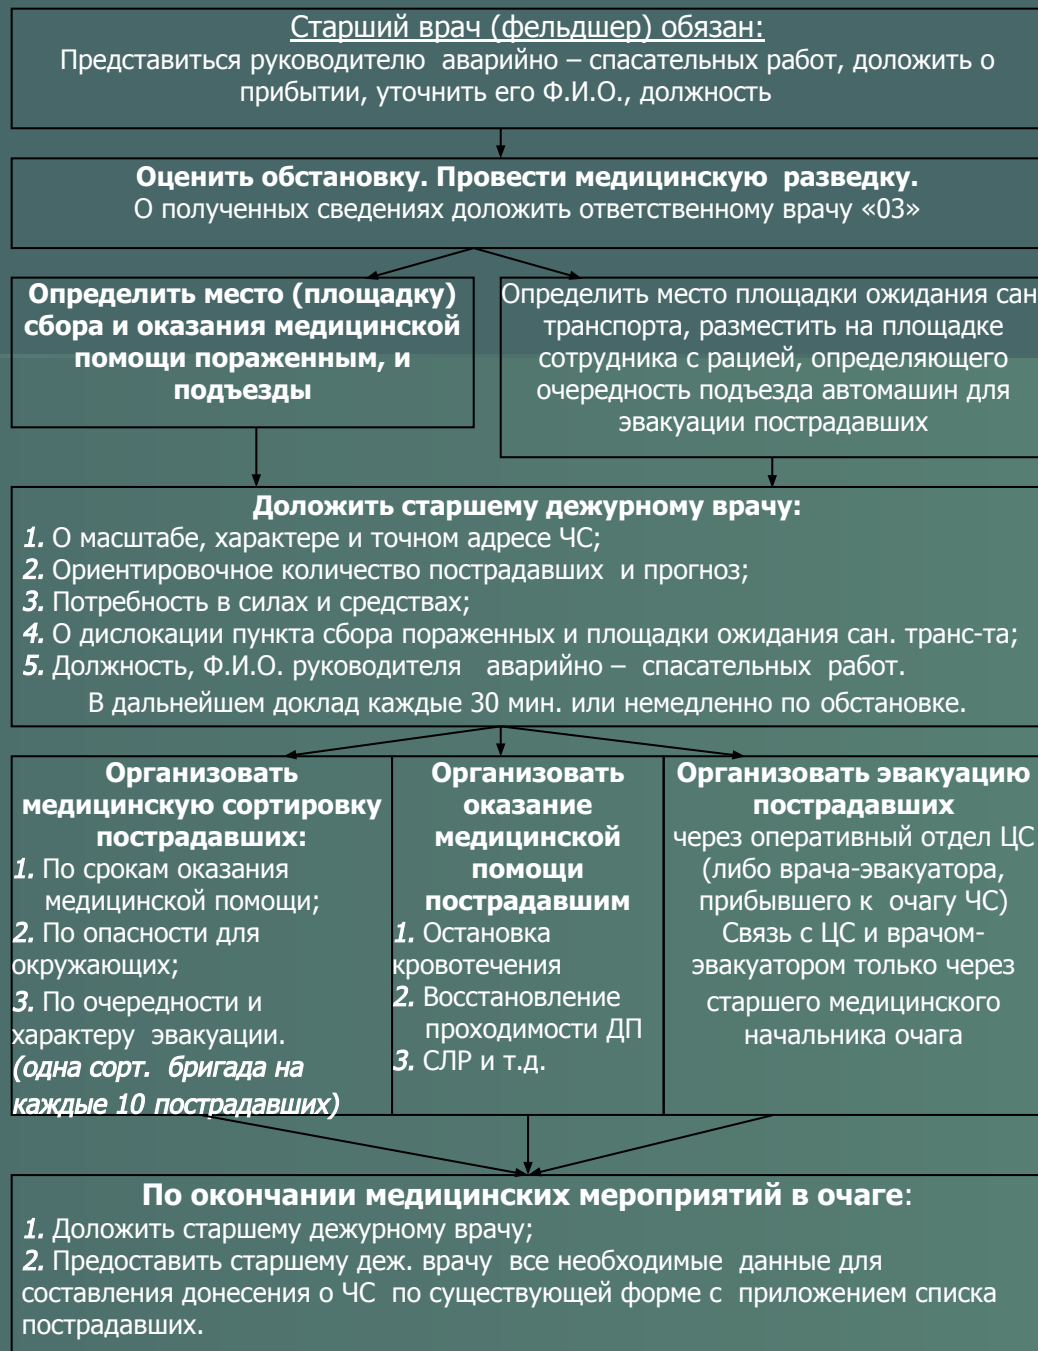 Старший врач (фельдшер) обязан:
Представиться руководителю аварийно – спасательных работ, доложить о
прибытии, уточнить его Ф.И.О., должность
Оценить обстановку. Провести медицинскую разведку.
О полученных сведениях доложить ответственному врачу «03»
Определить место (площадку)
сбора и оказания медицинской
помощи пораженным, и
подъезды
Определить место площадки ожидания сан
транспорта, разместить на площадке
сотрудника с рацией, определяющего
очередность подъезда автомашин для
эвакуации пострадавших
Доложить старшему дежурному врачу:
1. О масштабе, характере и точном адресе ЧС;
2. Ориентировочное количество пострадавших и прогноз;
3. Потребность в силах и средствах;
4. О дислокации пункта сбора пораженных и площадки ожидания сан. транс-та;
5. Должность, Ф.И.О. руководителя аварийно – спасательных работ.
В дальнейшем доклад каждые 30 мин. или немедленно по обстановке.
Организовать
медицинскую сортировку
пострадавших:
1. По срокам оказания
медицинской помощи;
2. По опасности для
окружающих;
3. По очередности и
характеру эвакуации.
(одна сорт. бригада на
каждые 10 пострадавших)
Организовать
оказание
медицинской
помощи
пострадавшим
1. Остановка
кровотечения
2. Восстановление
проходимости ДП
3. СЛР и т.д.
Организовать эвакуацию
пострадавших
через оперативный отдел ЦС
(либо врача-эвакуатора,
прибывшего к очагу ЧС)
Связь с ЦС и врачом-
эвакуатором только через
старшего медицинского
начальника очага
По окончании медицинских мероприятий в очаге:
1. Доложить старшему дежурному врачу;
2. Предоставить старшему деж. врачу все необходимые данные для
составления донесения о ЧС по существующей форме с приложением списка
пострадавших.